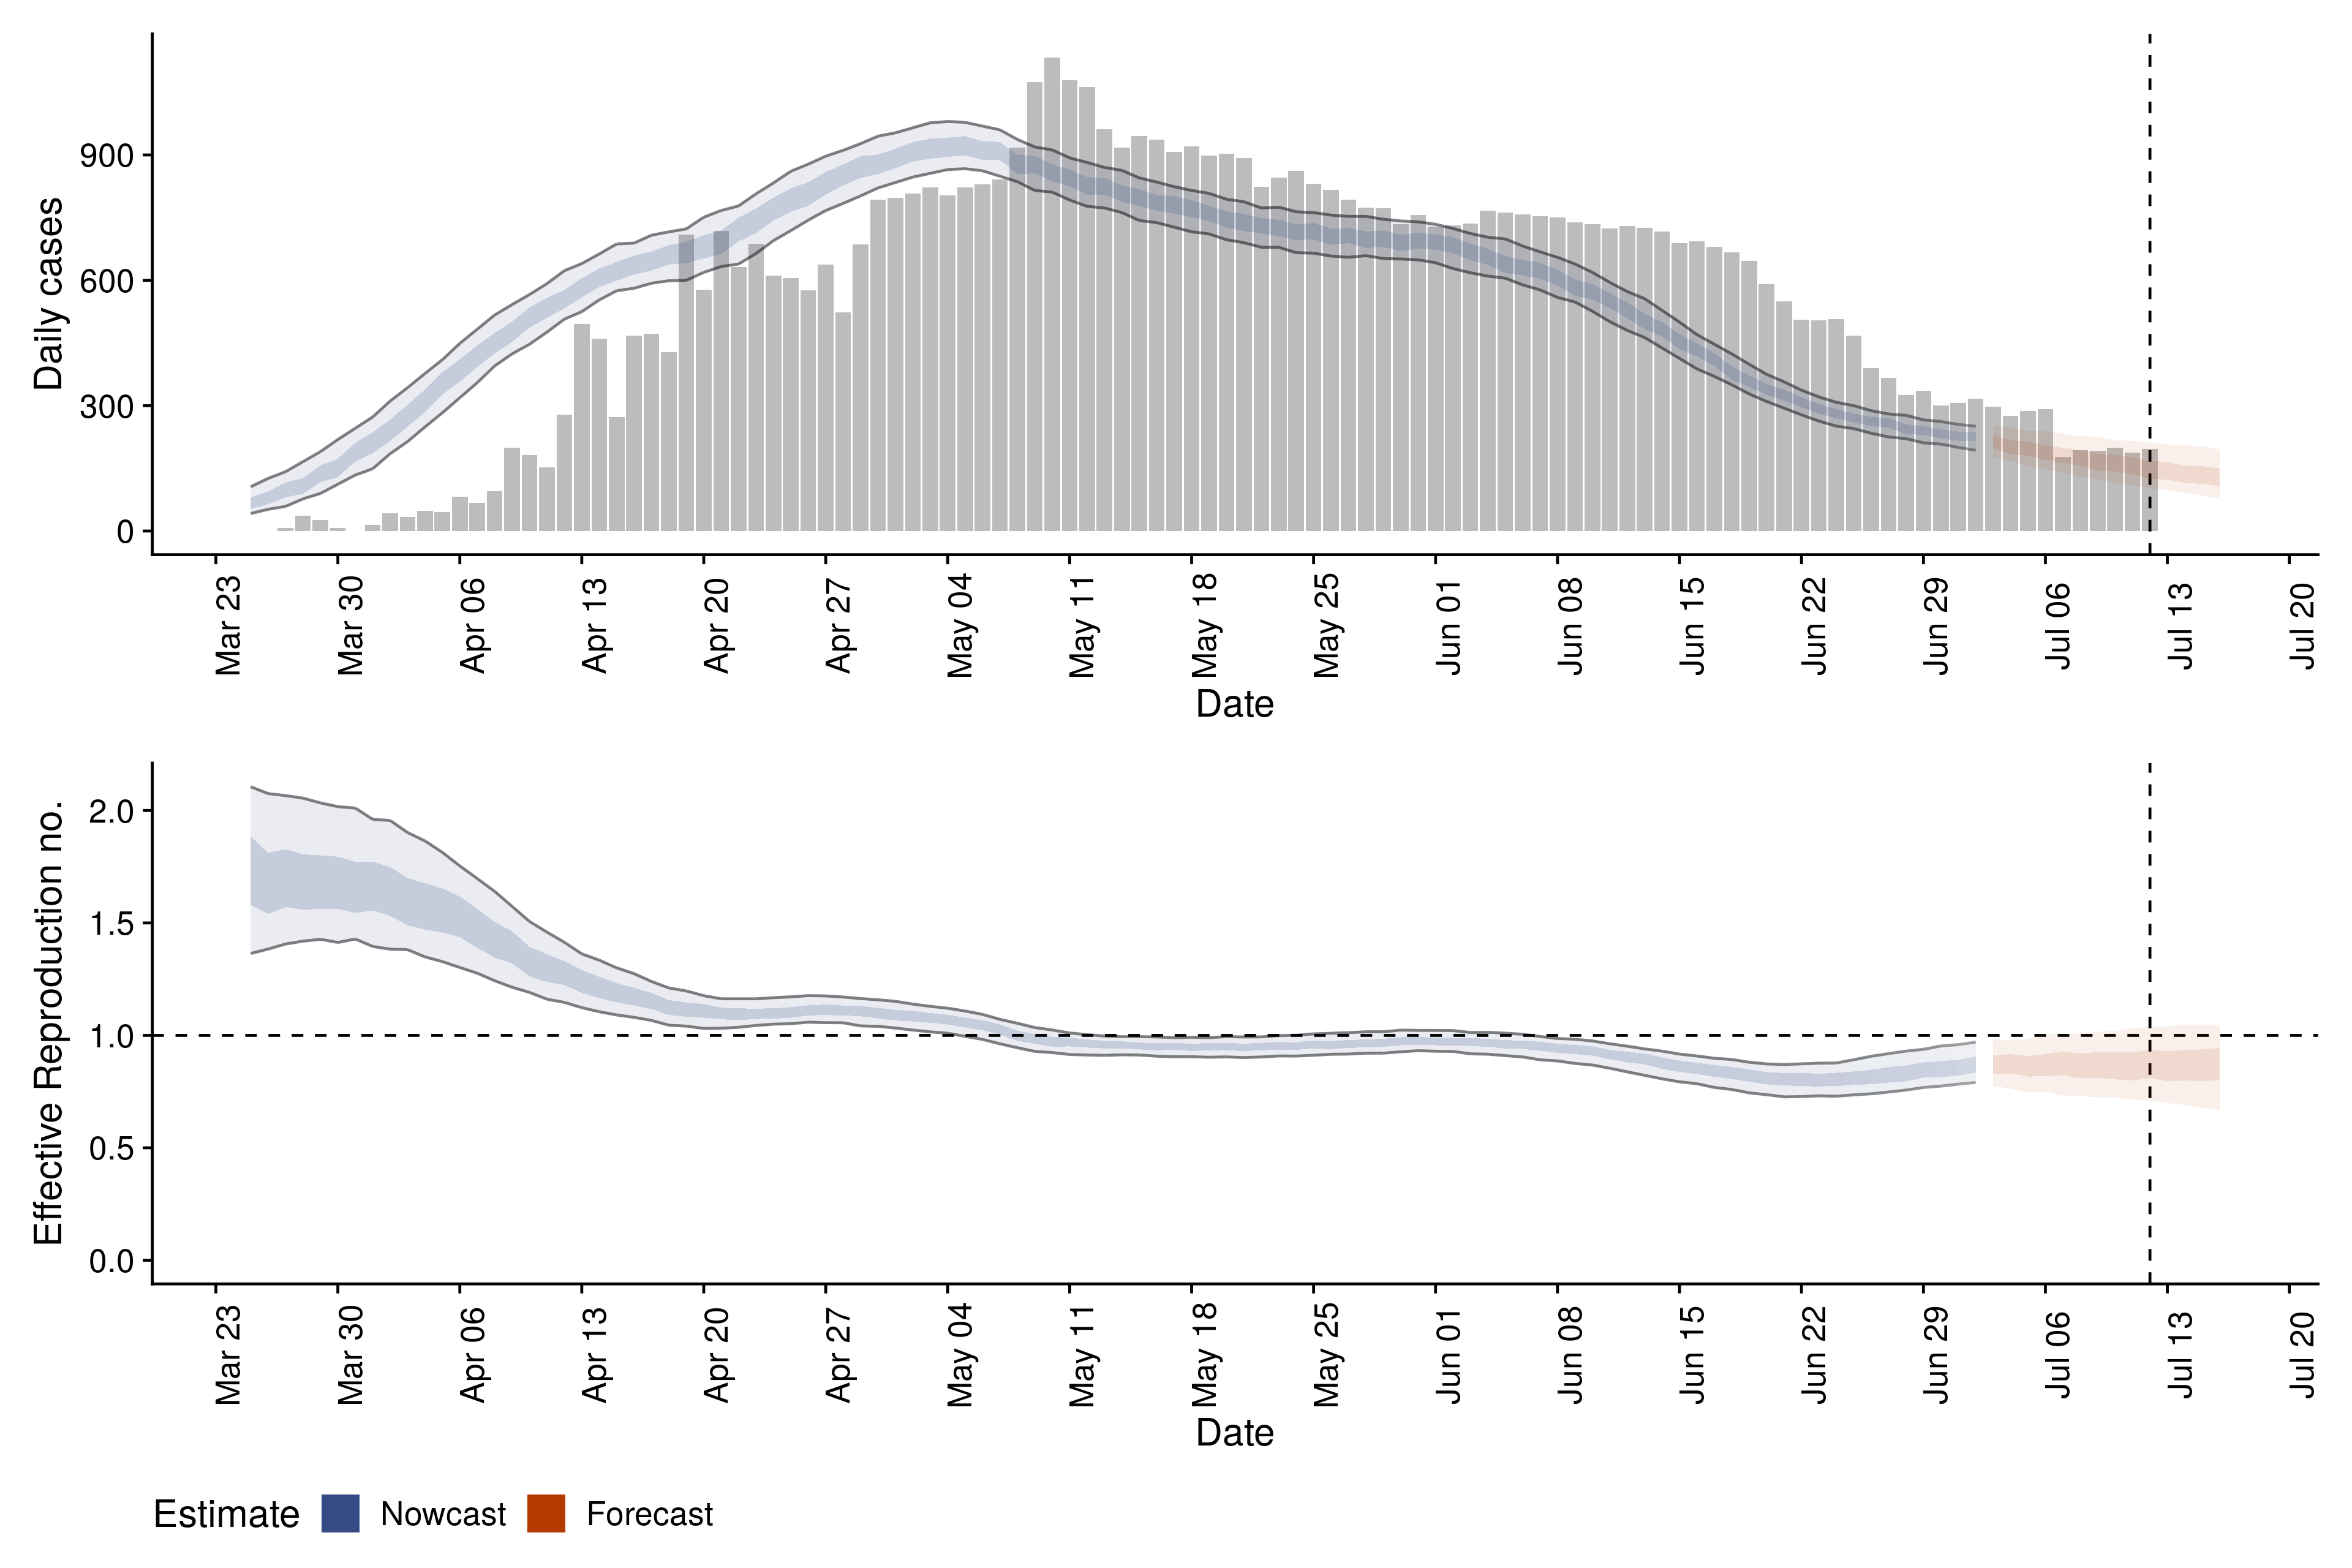 Daily cases
900
600
300
0
Mar 23
Mar 30
Apr 06
Apr 13
Apr 20
Apr 27
May 04
May 11
May 18
May 25
Jun 01
Jun 08
Jun 15
Jun 22
Jun 29
Jul 06
Jul 13
Jul 20
Date
Effective Reproduction no.
2.0
1.5
1.0
0.5
0.0
Mar 23
Mar 30
Apr 06
Apr 13
Apr 20
Apr 27
May 04
May 11
May 18
May 25
Jun 01
Jun 08
Jun 15
Jun 22
Jun 29
Jul 06
Jul 13
Jul 20
Date
Estimate Nowcast Forecast